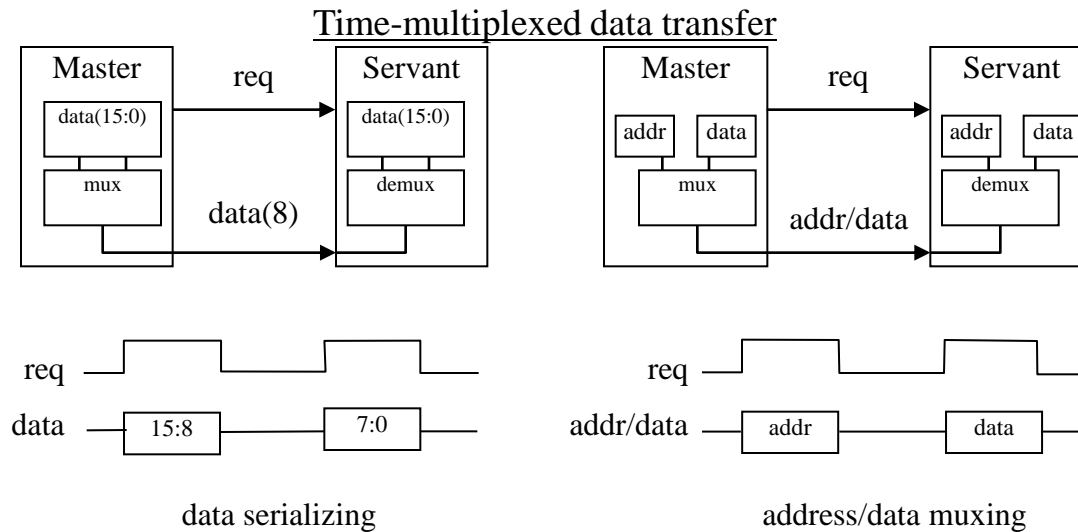 Time-multiplexed data transfer
Master
req
Servant
data(15:0)
data(15:0)
mux
demux
data(8)
req
data
15:8
7:0
data serializing
Master
req
Servant
addr
data
addr
data
mux
demux
addr/data
req
addr/data
addr
data
address/data muxing